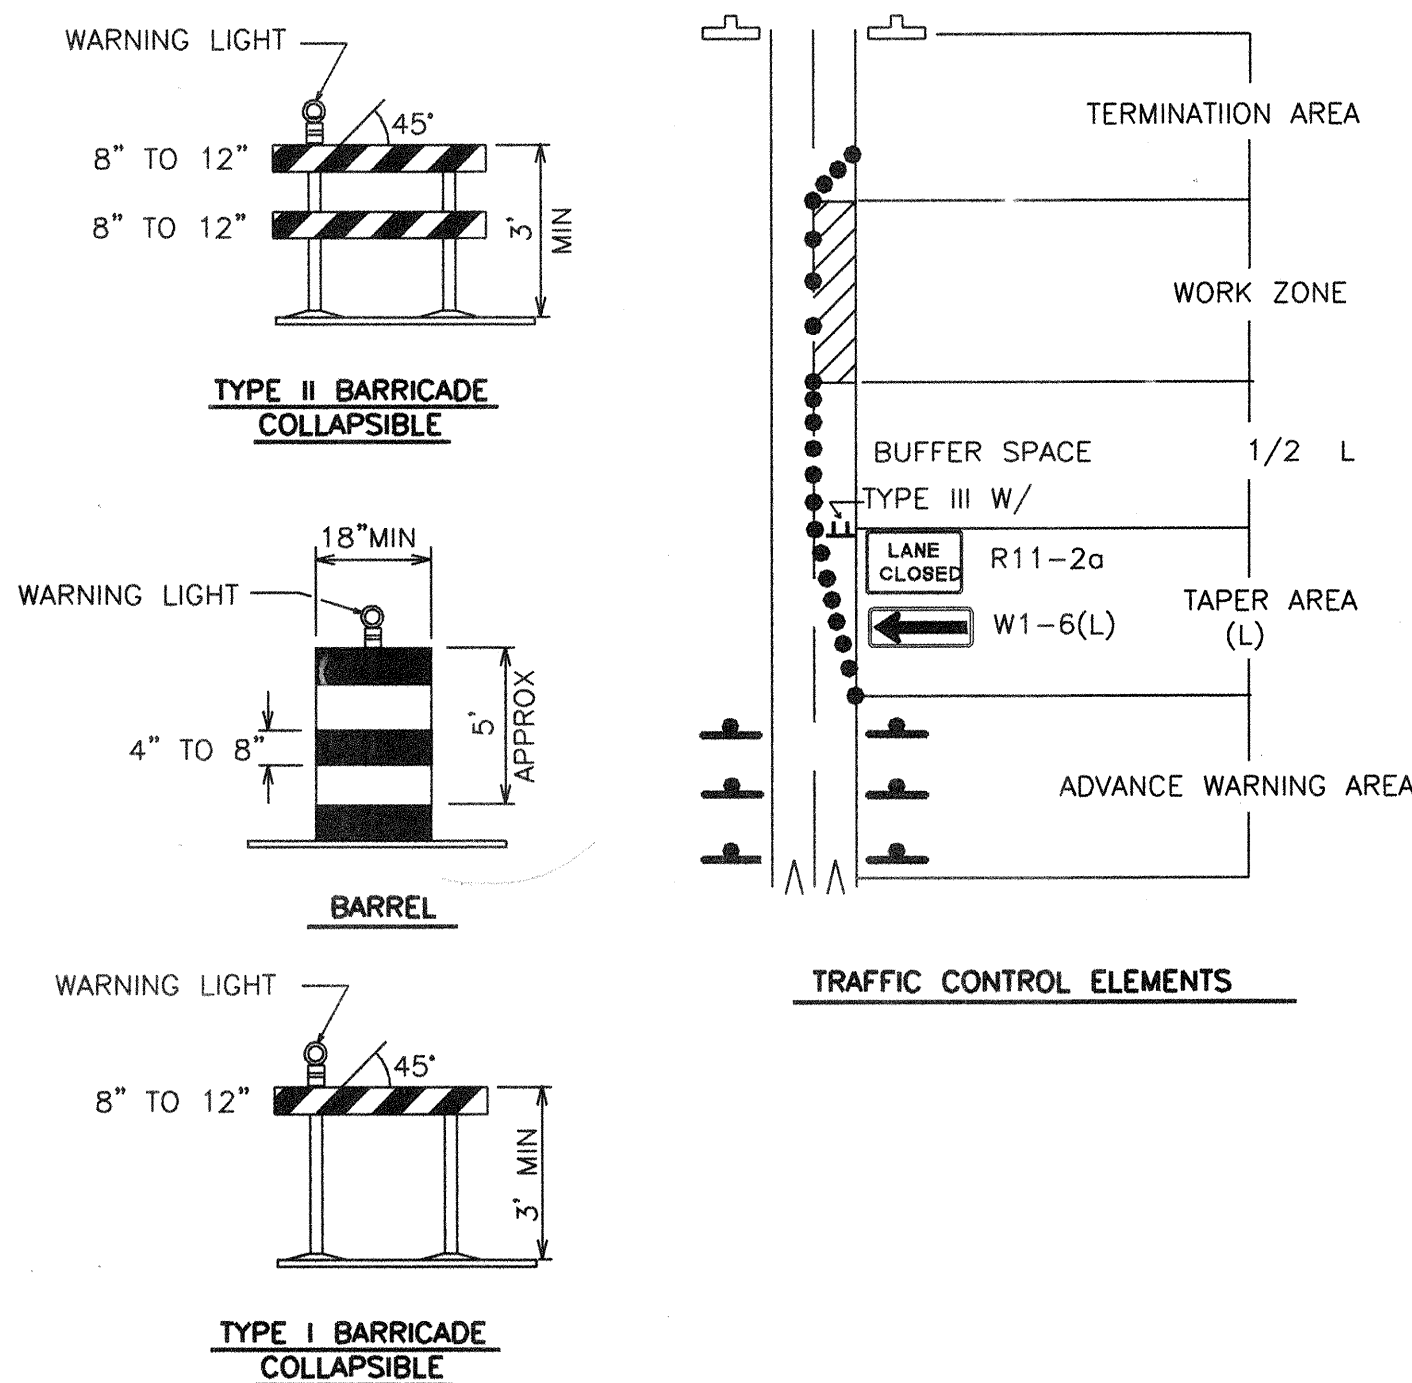 WARNING LIGHT
45°
8" TO 12"
8" TO 12"
3'
MIN
TYPE II BARRICADE
COLLAPSIBLE
18"MIN
WARNING LIGHT
4" TO 8"
5'
APPROX
BARREL
WARNING LIGHT
45°
8" TO 12"
3' MIN
TYPE I BARRICADE
COLLAPSIBLE
TERMINATIION AREA
WORK ZONE
BUFFER SPACE 1/2 L
TYPE III W/
LANE
CLOSED
R11-2a
TAPER AREA
(L)
W1-6(L)
ADVANCE WARNING AREA
TRAFFIC CONTROL ELEMENTS